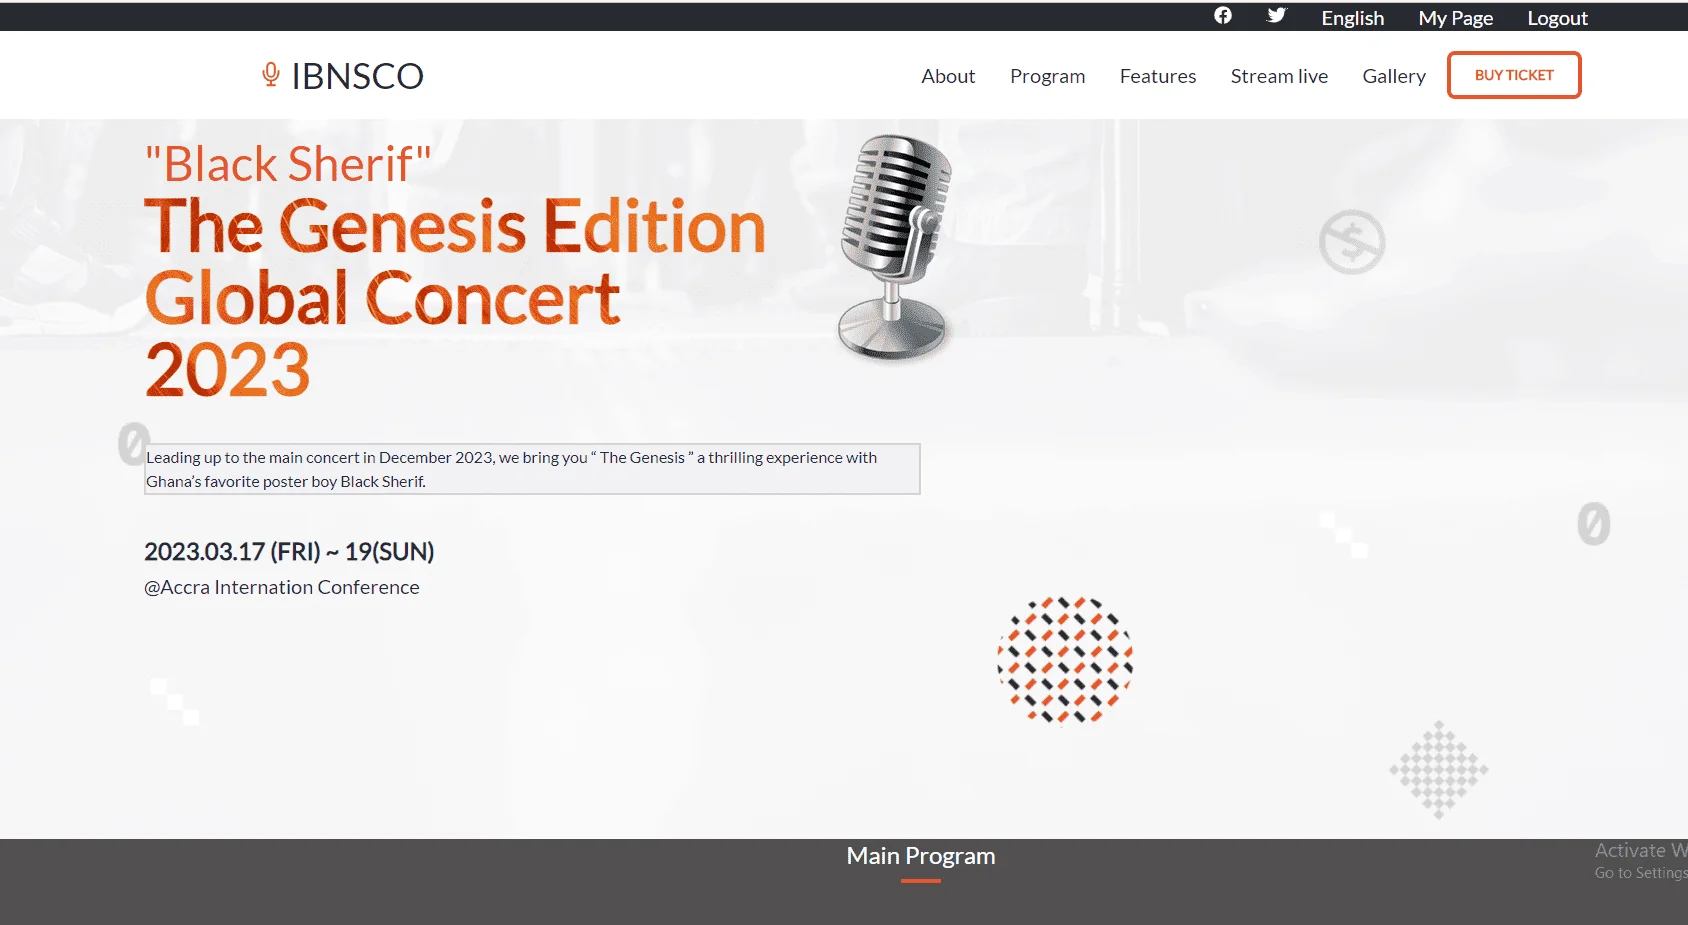 English My Page Logout
IBNSCO
About Program Features Stream live Gallery BUY TICKET
"Black Sherif"
The Genesis Edition
Global Concert
2023
0
Leading up to the main concert in December 2023, we bring you “ The Genesis ” a thrilling experience with
Ghana’s favorite poster boy Black Sherif.
0
2023.03.17 (FRI) ~ 19(SUN)
@Accra Internation Conference
Main Program
Activate W
Go to Settings